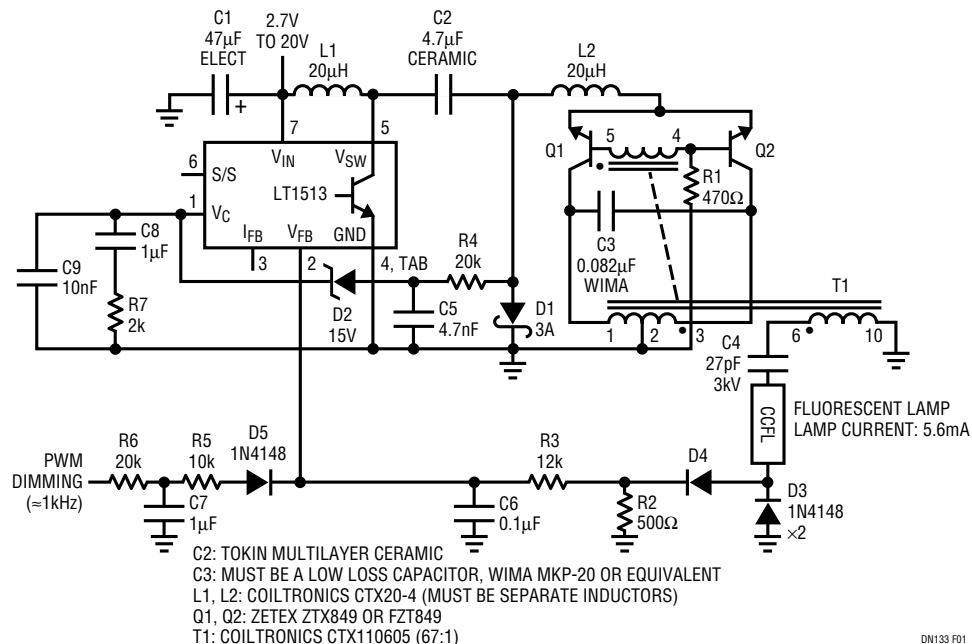 C1
47µF
ELECT
2.7V
TO 20V
L1
20µH
C2
4.7µF
CERAMIC
L2
20µH
+
7
5
VIN
VSW
6
S/S
LT1513
1
VC
IFB
VFB
GND
3
2
4, TAB
Q1
5
4
Q2
R1
470Ω
C3
0.082µF
WIMA
C8
1µF
C9
10nF
R7
2k
R4
20k
D2
15V
C5
4.7nF
D1
3A
T1
1
2
3
6
10
C4
27pF
3kV
CCFL
FLUORESCENT LAMP
LAMP CURRENT: 5.6mA
PWM
DIMMING
(≈1kHz)
R6
20k
R5
10k
D5
1N4148
C7
1µF
C6
0.1µF
R3
12k
R2
500Ω
D4
D3
1N4148
×2
C2: TOKIN MULTILAYER CERAMIC
C3: MUST BE A LOW LOSS CAPACITOR, WIMA MKP-20 OR EQUIVALENT
L1, L2: COILTRONICS CTX20-4 (MUST BE SEPARATE INDUCTORS)
Q1, Q2: ZETEX ZTX849 OR FZT849
T1: COILTRONICS CTX110605 (67:1)
DN133 F01